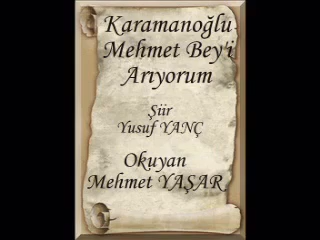 Karamanoğlu
Mehmet Bey'i
Arıyorum
Şiir
Yusuf YANÇ
Okuyan
Mehmet YAŞAR